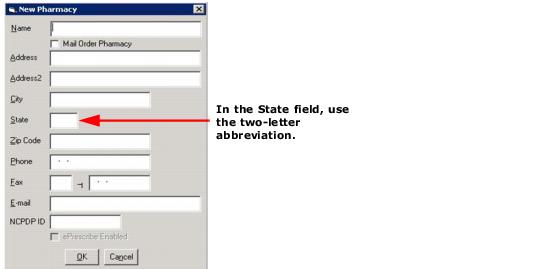 New Pharmacy
Name
Mail Order Pharmacy
Address
Address2
City
State
In the State field, use
the two-letter
abbreviation.
Zip Code
Phone
Fax
E-mail
NCPDP ID
ePrescribe Enabled
OK Cancel